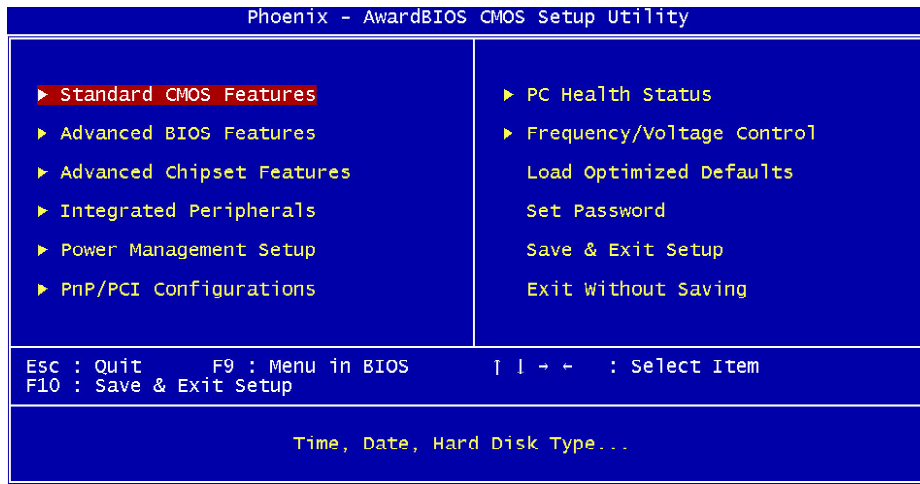 Phoenix - AwardBIOS CMOS Setup Utility
► Standard CMOS Features
► Advanced BIOS Features
► Advanced Chipset Features
► Integrated Peripherals
► Power Management Setup
► PnP/PCI Configurations
► PC Health Status
► Frequency/Voltage Control
Load Optimized Defaults
Set Password
Save & Exit Setup
Exit Without Saving
Esc : Quit F9 : Menu in BIOS ↑ ↓ → ← : Select Item
F10 : Save & Exit Setup
Time, Date, Hard Disk Type...